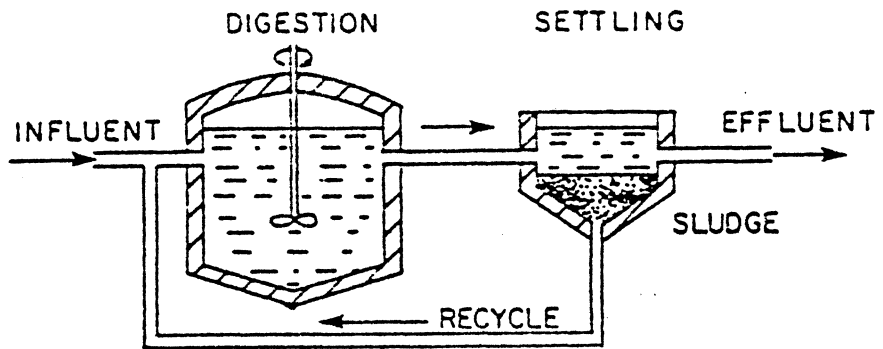 DIGESTION
SETTLING
INFLUENT
EFFLUENT
SLUDGE
RECYCLE